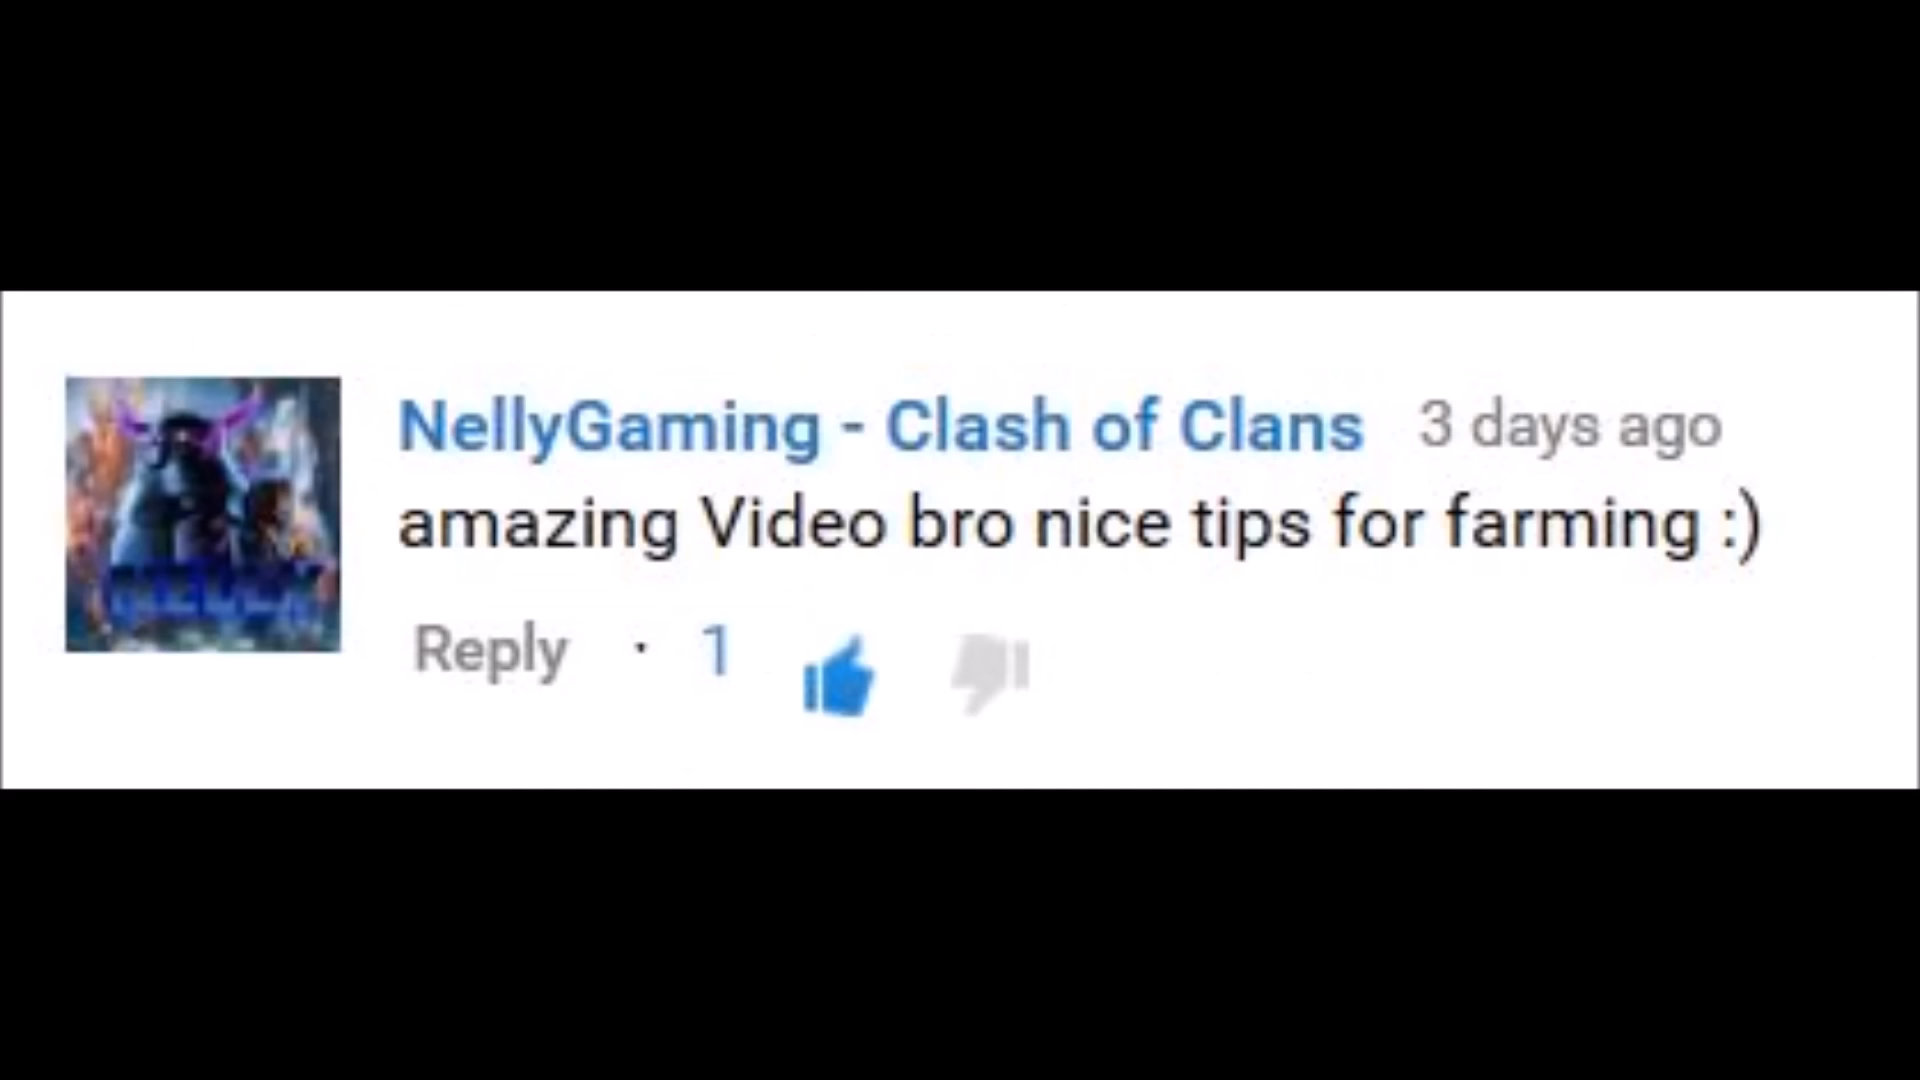 NellyGaming - Clash of Clans 3 days ago
amazing Video bro nice tips for farming :)
Reply · 1